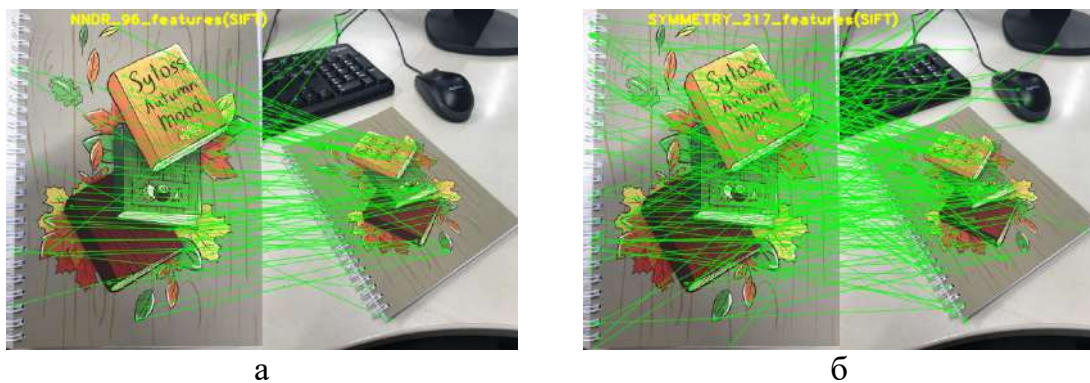 NNDR_96_features(SIFT)
Syloss
Autumn
mood
SYMMETRY_217_features(SIFT)
Syloss
Autumn
mood
а
б